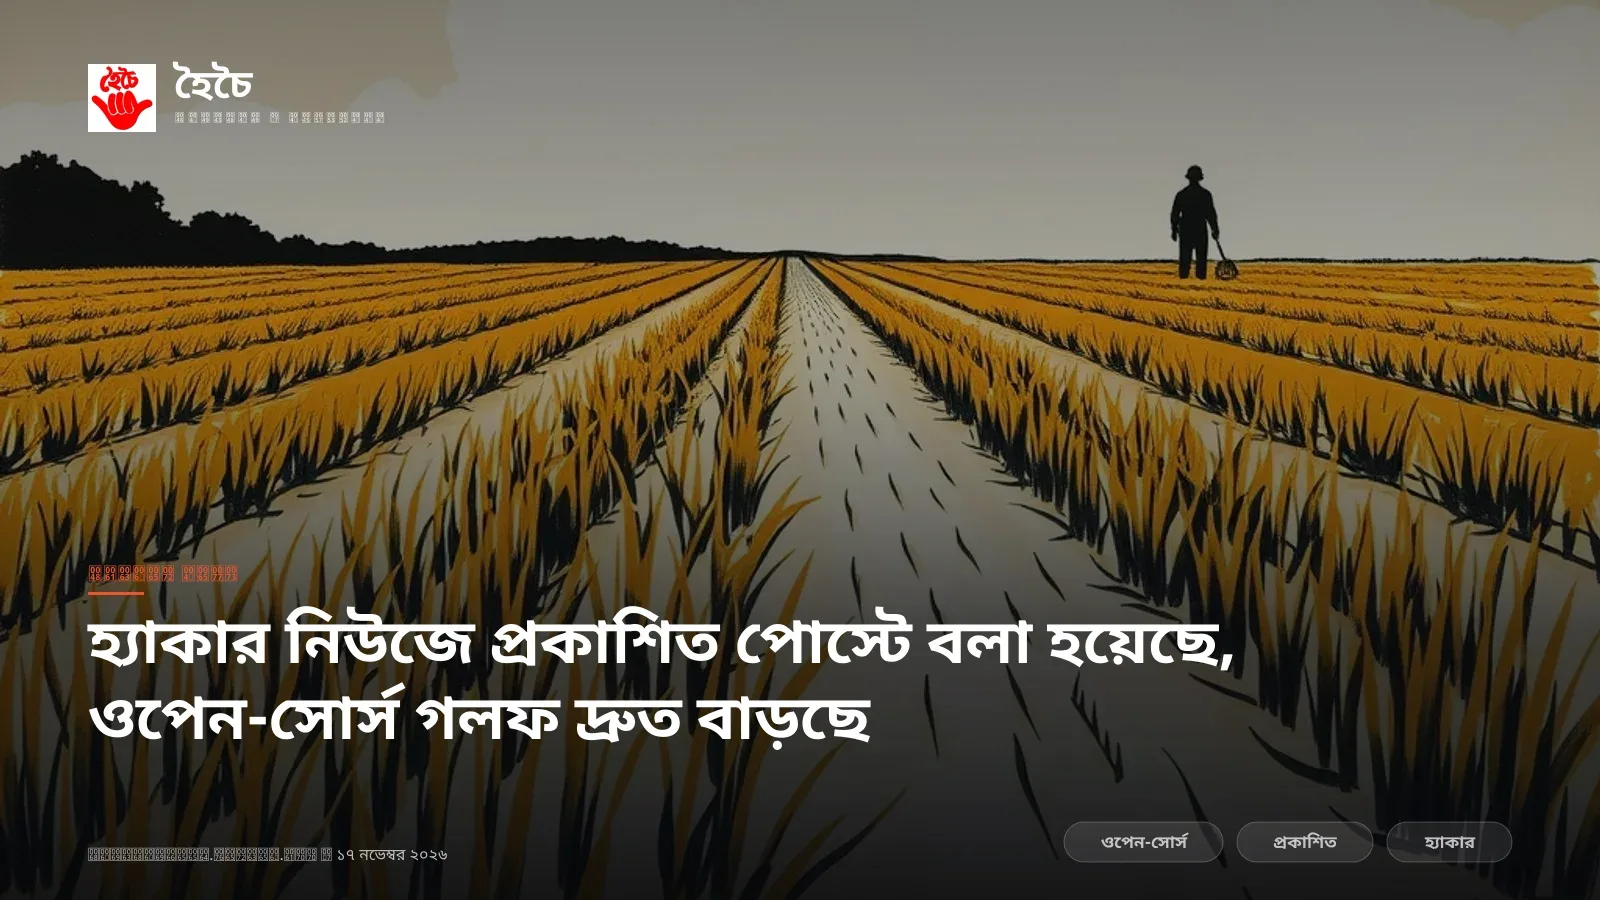 হৈচৈ
হৈচৈ
হ্যাকার নিউজে প্রকাশিত পোস্টে বলা হয়েছে,
ওপেন-সোর্স গলফ দ্রুত বাড়ছে
১৭ নভেম্বর ২০২৬
ওপেন-সোর্স
প্রকাশিত
হ্যাকার